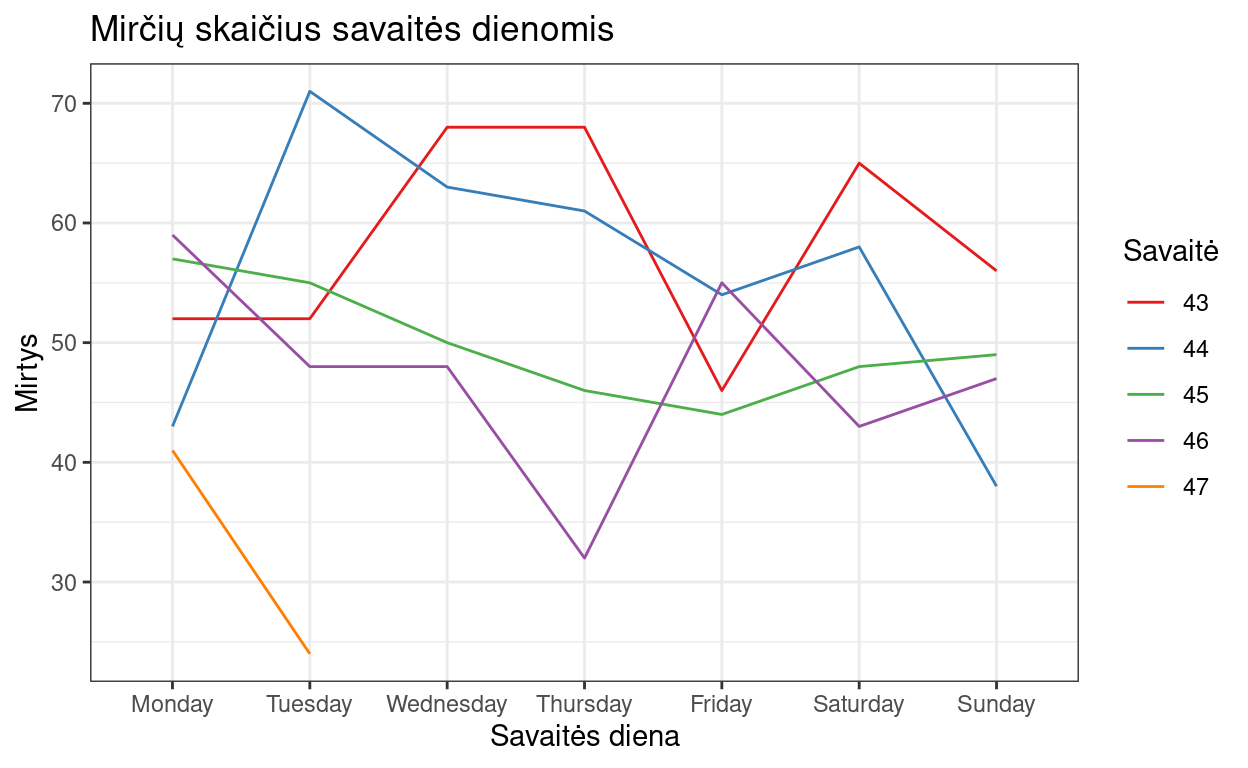 Mirčių skaičius savaitės dienomis
70
60
50
40
30
Mirtys
Monday Tuesday Wednesday Thursday Friday Saturday Sunday
Savaitės diena
Savaitė
43
44
45
46
47